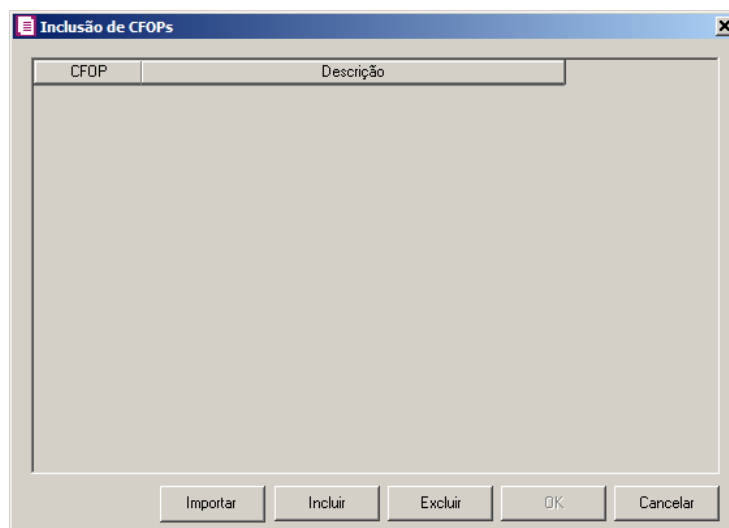 Inclusão de CFOPs
CFOP Descrição
Importar Incluir Excluir OK Cancelar